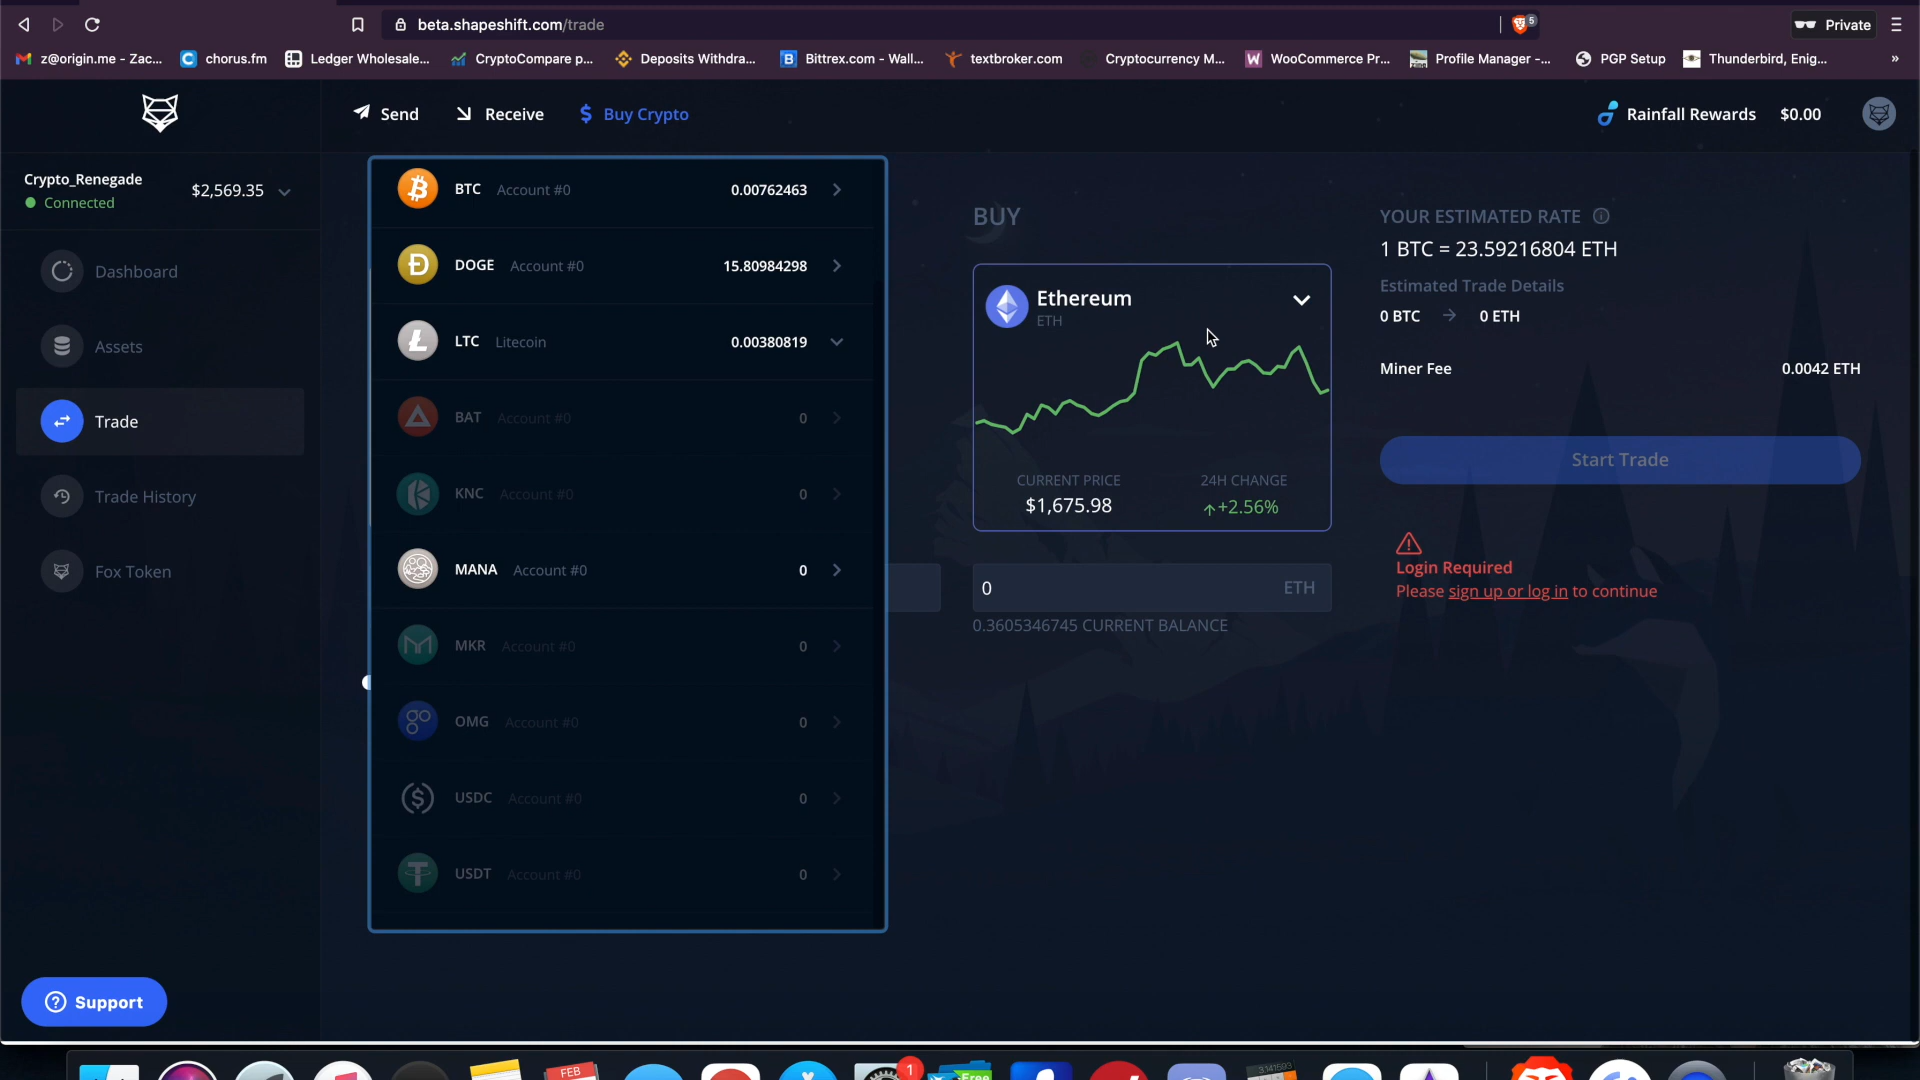 beta.shapeshift.com/trade
5
Private
z@origin.me - Zac...
chorus.fm
Ledger Wholesale...
CryptoCompare p...
Deposits Withdra...
Bittrex.com - Wall...
textbroker.com
Cryptocurrency M...
WooCommerce Pr...
Profile Manager -...
PGP Setup
Thunderbird, Enig...
»
Send
Receive
Buy Crypto
Rainfall Rewards $0.00
Crypto_Renegade
Connected
$2,569.35
Dashboard
Assets
Trade
Trade History
Fox Token
Support
BTC Account #0 0.00762463
DOGE Account #0 15.80984298
LTC Litecoin 0.00380819
BAT Account #0 0
KNC Account #0 0
MANA Account #0 0
MKR Account #0 0
OMG Account #0 0
USDC Account #0 0
USDT Account #0 0
BUY
Ethereum
ETH
CURRENT PRICE
$1,675.98
24H CHANGE
+2.56%
0 ETH
0.3605346745 CURRENT BALANCE
YOUR ESTIMATED RATE
1 BTC = 23.59216804 ETH
Estimated Trade Details
0 BTC → 0 ETH
Miner Fee 0.0042 ETH
Start Trade
Login Required
Please sign up or log in to continue
FEB
1
Free
3.141593